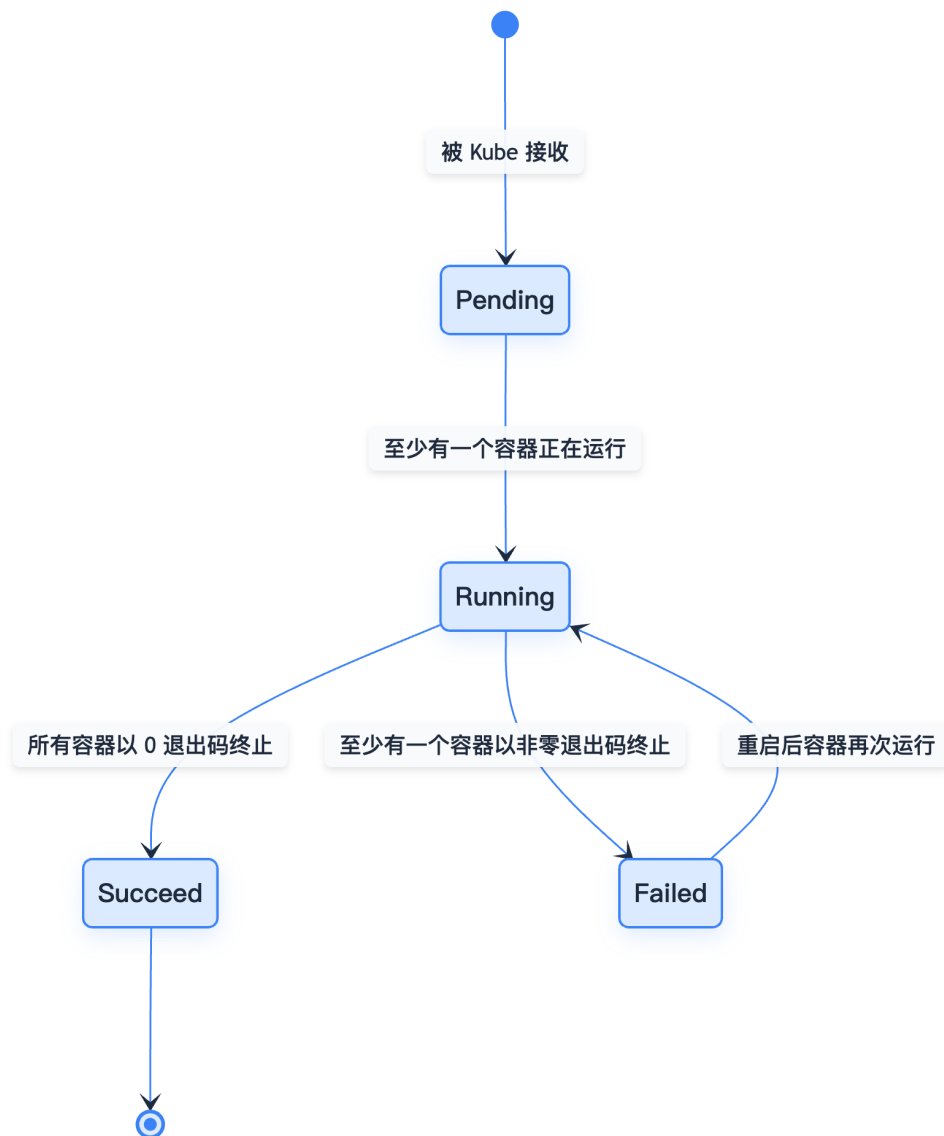 被 Kube 接收
Pending
至少有一个容器正在运行
Running
所有容器以 0 退出码终止
至少有一个容器以非零退出码终止
重启后容器再次运行
Succeed
Failed